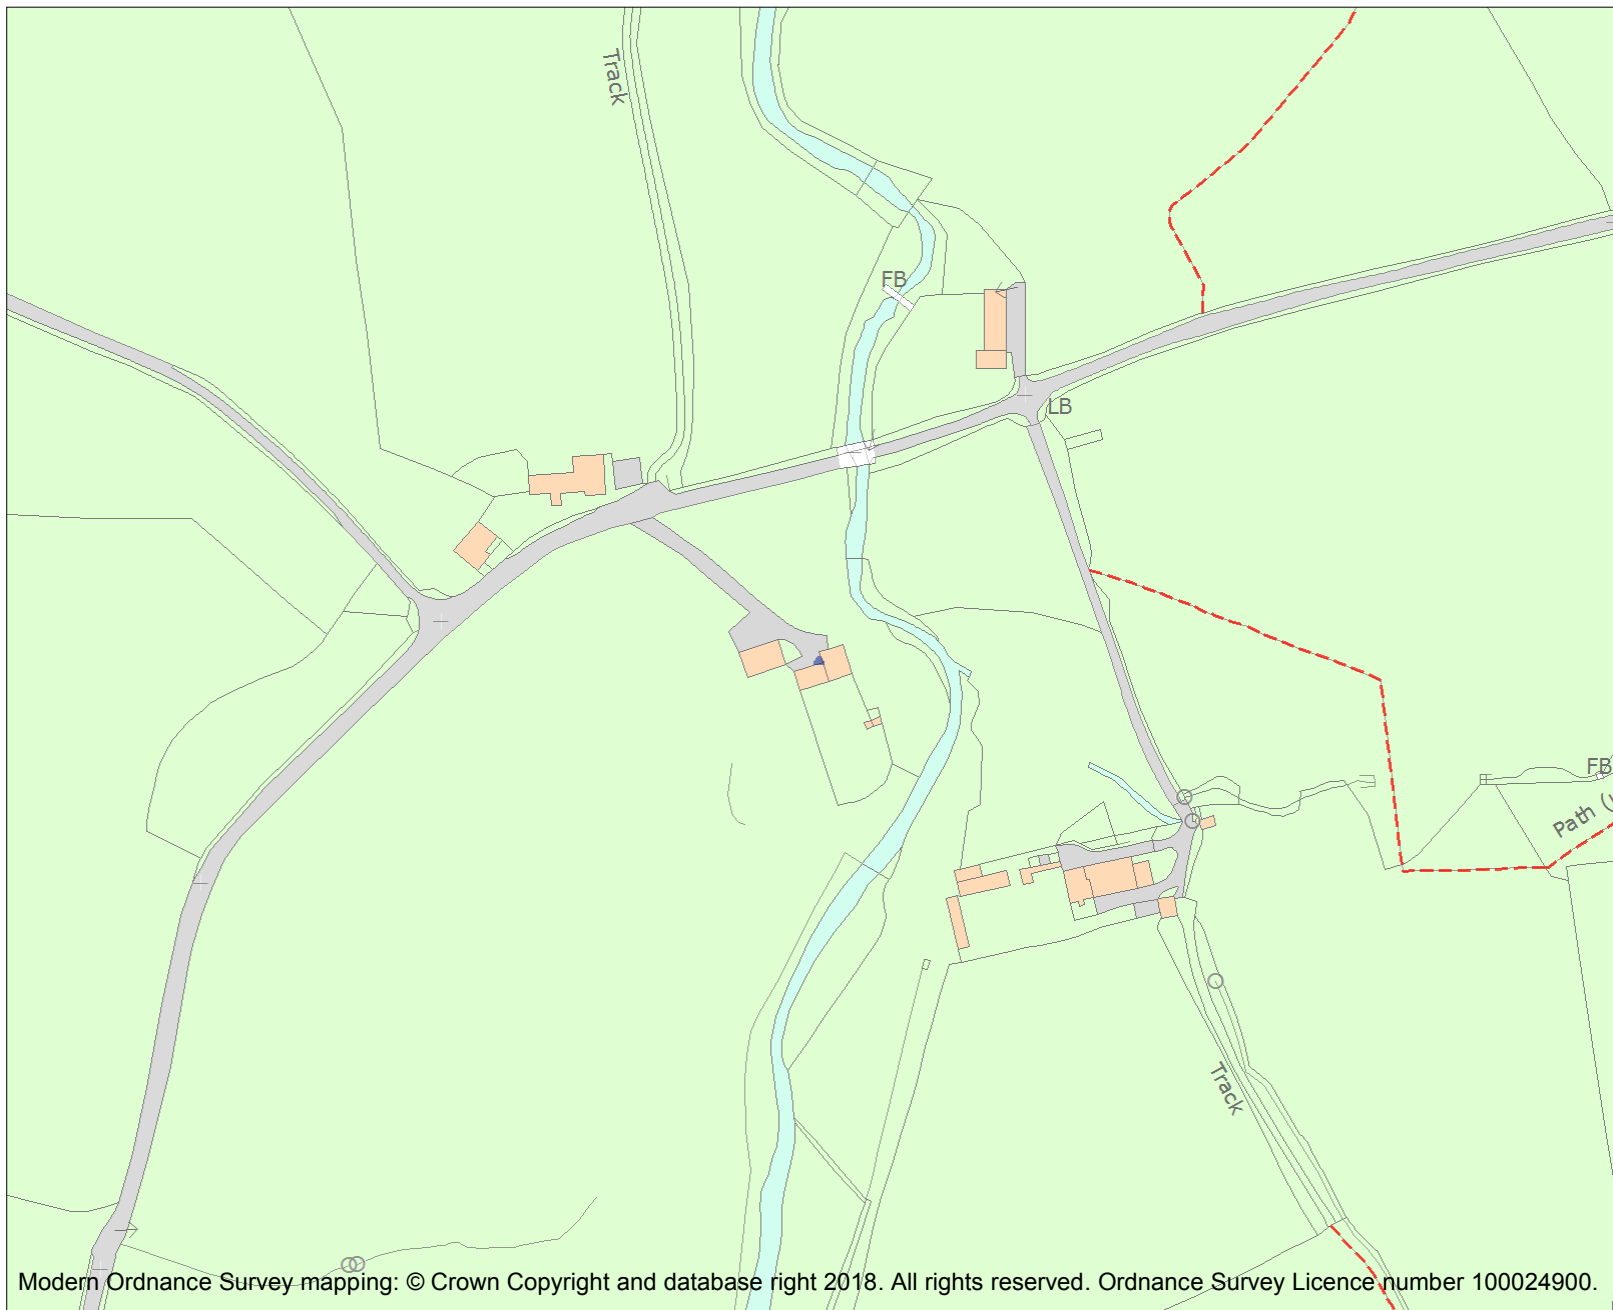 Track
FB
LB
FB
Path (
Track
Modern Ordnance Survey mapping: © Crown Copyright and database right 2018. All rights reserved. Ordnance Survey Licence number 100024900.